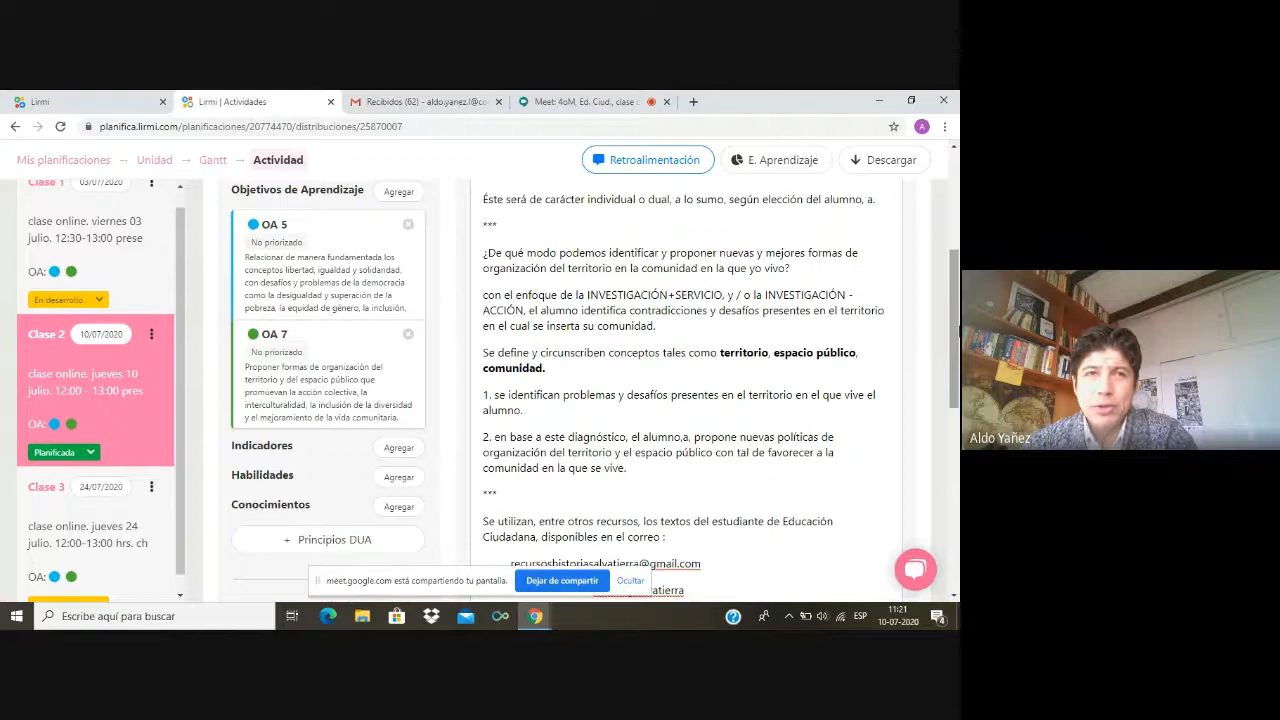 Lirmi
Lirmi | Actividades
Recibidos (62) - aldo.yanez.l@co
Meet: 4oM, Ed. Ciud., clase
planifica.lirmi.com/planificaciones/20774470/distribuciones/25870007
A
Mis planificaciones → Unidad → Gantt → Actividad
Retroalimentación
E. Aprendizaje
Descargar
Clase 1
03/07/2020
clase online. viernes 03
julio. 12:30-13:00 prese
OA:
En desarrollo
Clase 2
10/07/2020
clase online. jueves 10
julio. 12:00 - 13:00 pres
OA:
Planificada
Clase 3
24/07/2020
clase online. jueves 24
julio. 12:00-13:00 hrs. ch
OA:
Objetivos de Aprendizaje
Agregar
OA 5
No priorizado
Relacionar de manera fundamentada los
conceptos libertad, igualdad y solidaridad,
con desafíos y problemas de la democracia
como la desigualdad y superación de la
pobreza, la equidad de género, la inclusión,
OA 7
No priorizado
Proponer formas de organización del
territorio y del espacio público que
promuevan la acción colectiva, la
interculturalidad, la inclusión de la diversidad
y el mejoramiento de la vida comunitaria.
Indicadores
Agregar
Habilidades
Agregar
Conocimientos
Agregar
+ Principios DUA
Éste será de carácter individual o dual, a lo sumo, según elección del alumno, a.
***
¿De qué modo podemos identificar y proponer nuevas y mejores formas de
organización del territorio en la comunidad en la que yo vivo?
con el enfoque de la INVESTIGACIÓN+SERVICIO, y / o la INVESTIGACIÓN -
ACCIÓN, el alumno identifica contradicciones y desafíos presentes en el territorio
en el cual se inserta su comunidad.
Se define y circunscriben conceptos tales como territorio, espacio público,
comunidad.
1. se identifican problemas y desafíos presentes en el territorio en el que vive el
alumno.
2. en base a este diagnóstico, el alumno,a, propone nuevas políticas de
organización del territorio y el espacio público con tal de favorecer a la
comunidad en la que se vive.
***
Se utilizan, entre otros recursos, los textos del estudiante de Educación
Ciudadana, disponibles en el correo :
recursoshistoriasalvatierra@gmail.com
atierra
meet.google.com está compartiendo tu pantalla.
Dejar de compartir
Ocultar
Aldo Yañez
Escribe aquí para buscar
ESP
11:21
10-07-2020
4